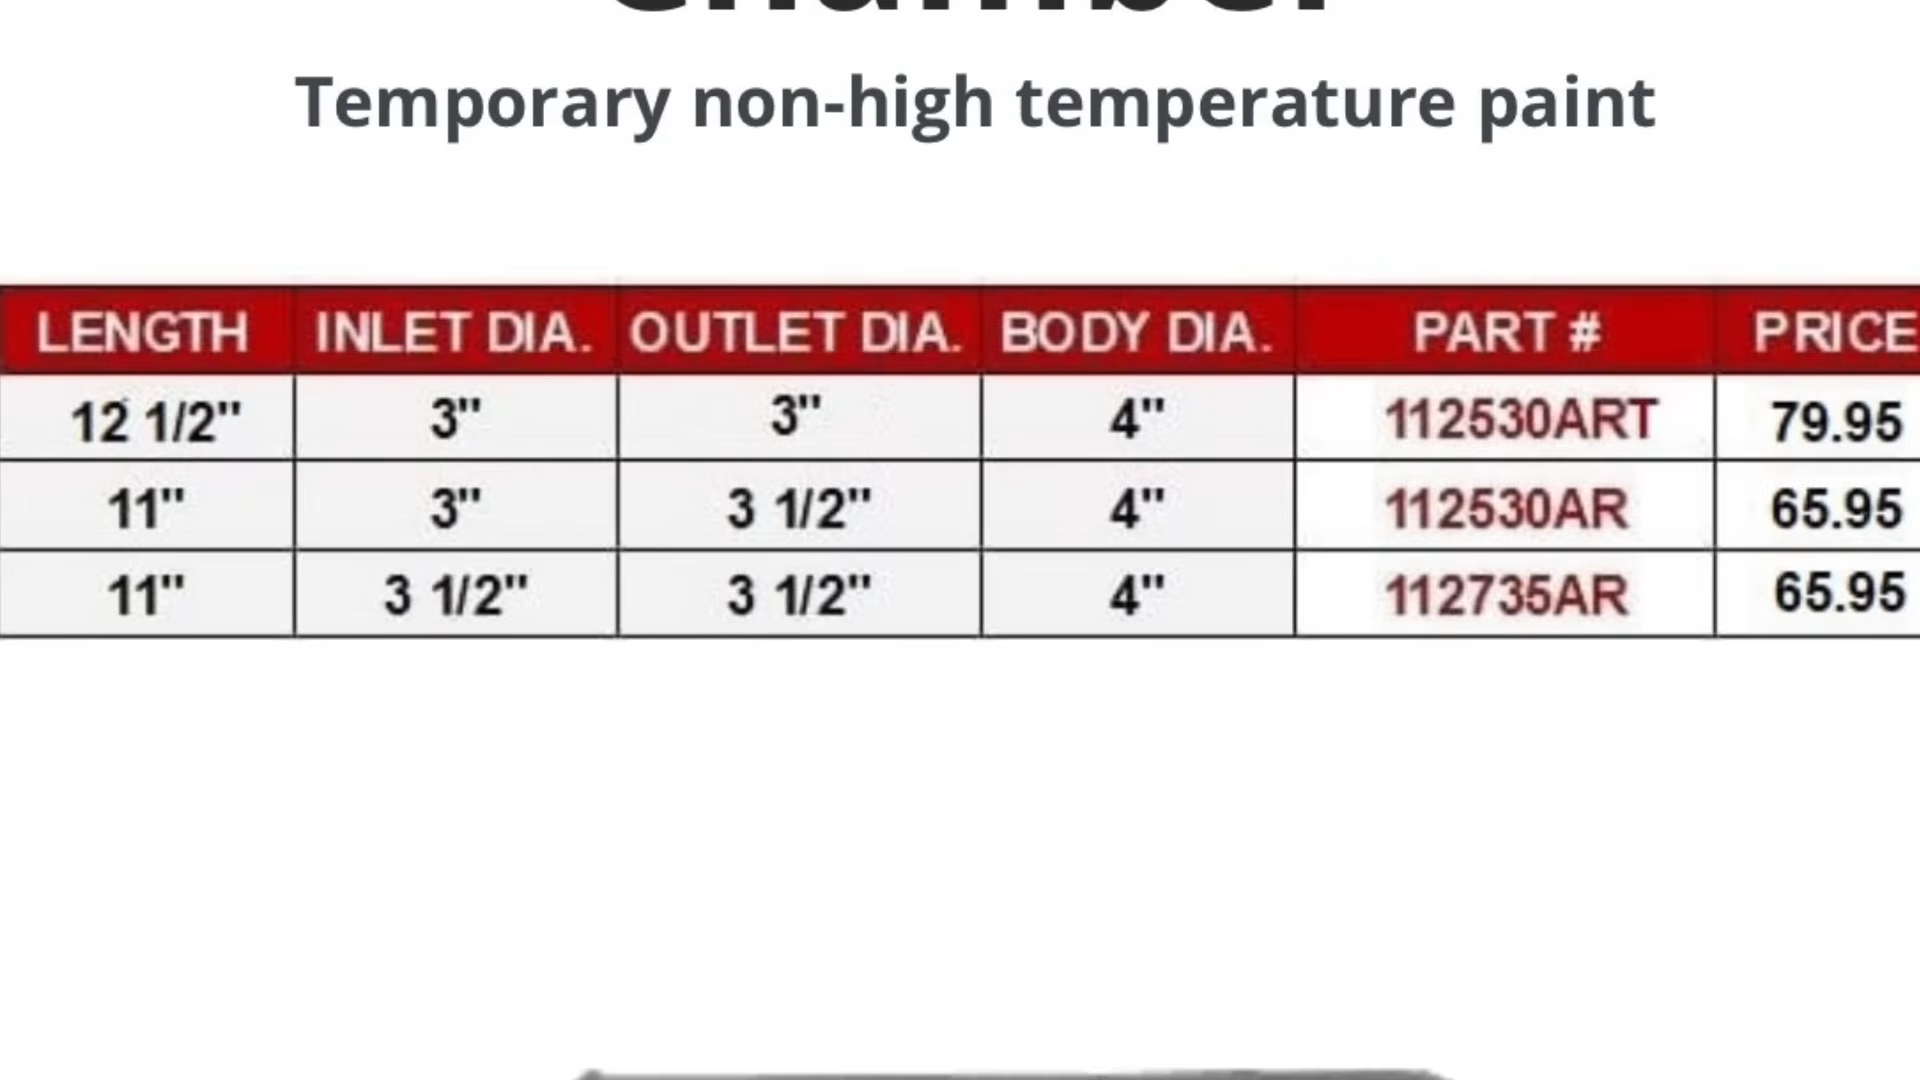 Temporary non-high temperature paint
LENGTH INLET DIA. OUTLET DIA. BODY DIA. PART # PRICE
12 1/2" 3" 3" 4" 112530ART 79.95
11" 3" 3 1/2" 4" 112530AR 65.95
11" 3 1/2" 3 1/2" 4" 112735AR 65.95